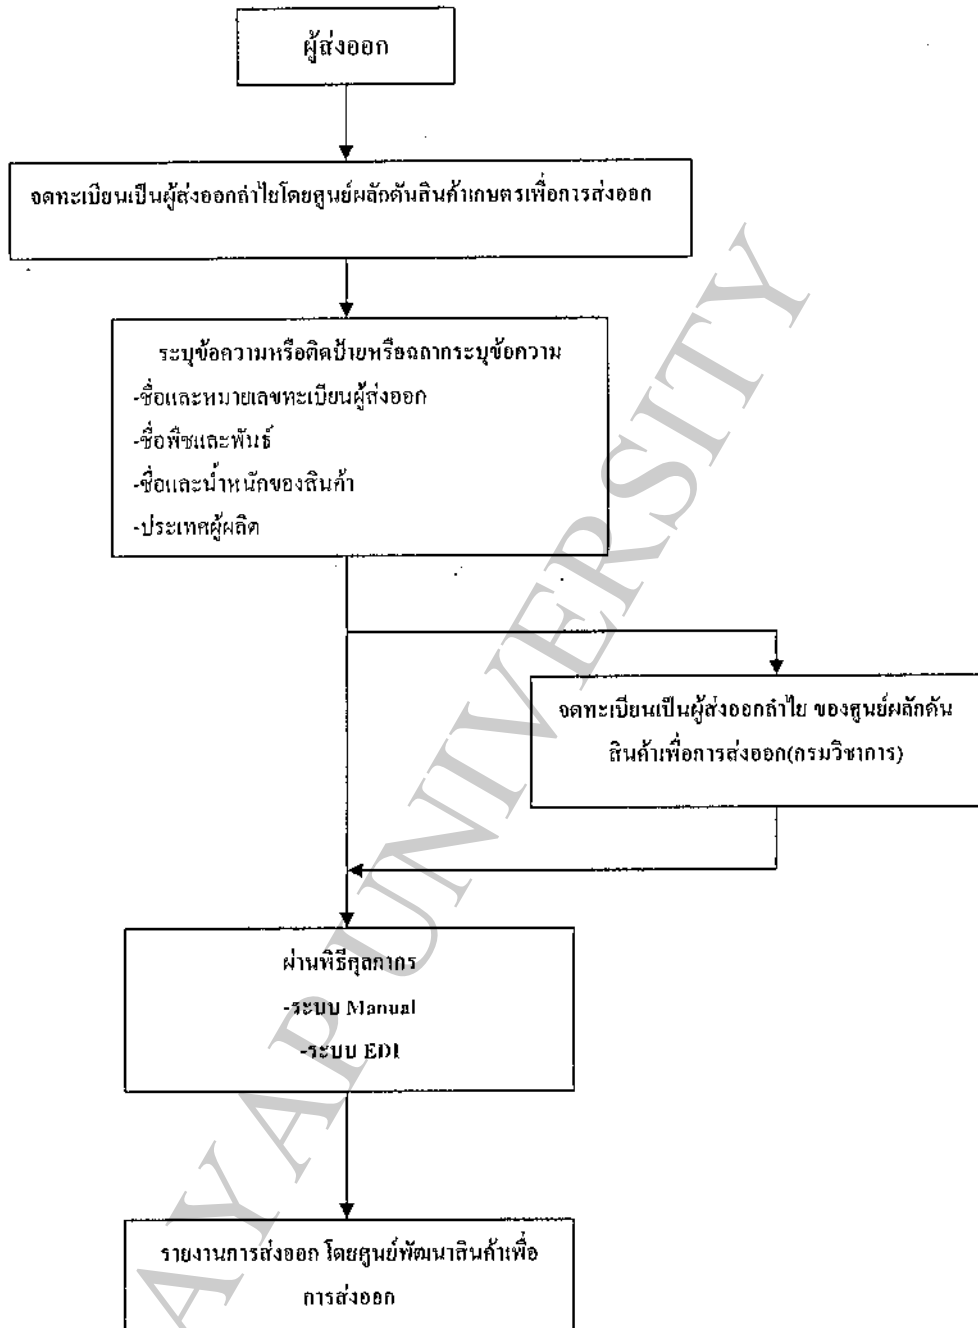 ผู้ส่งออก
จดทะเบียนเป็นผู้ส่งออกลำไยโดยศูนย์ผลักดันสินค้าเกษตรเพื่อการส่งออก
ระบุข้อความหรือติดป้ายหรือฉลากระบุข้อความ
-ชื่อและหมายเลขทะเบียนผู้ส่งออก
-ชื่อพืชและพันธ์
-ชื่อและน้ำหนักของสินค้า
-ประเทศผู้ผลิต
จดทะเบียนเป็นผู้ส่งออกลำไย ของศูนย์ผลักดัน
สินค้าเพื่อการส่งออก(กรมวิชาการ)
ผ่านพิธีศุลกากร
-ระบบ Manual
-ระบบ EDI
รายงานการส่งออก โดยศูนย์พัฒนาสินค้าเพื่อ
การส่งออก
AYAP UNIVERSITY